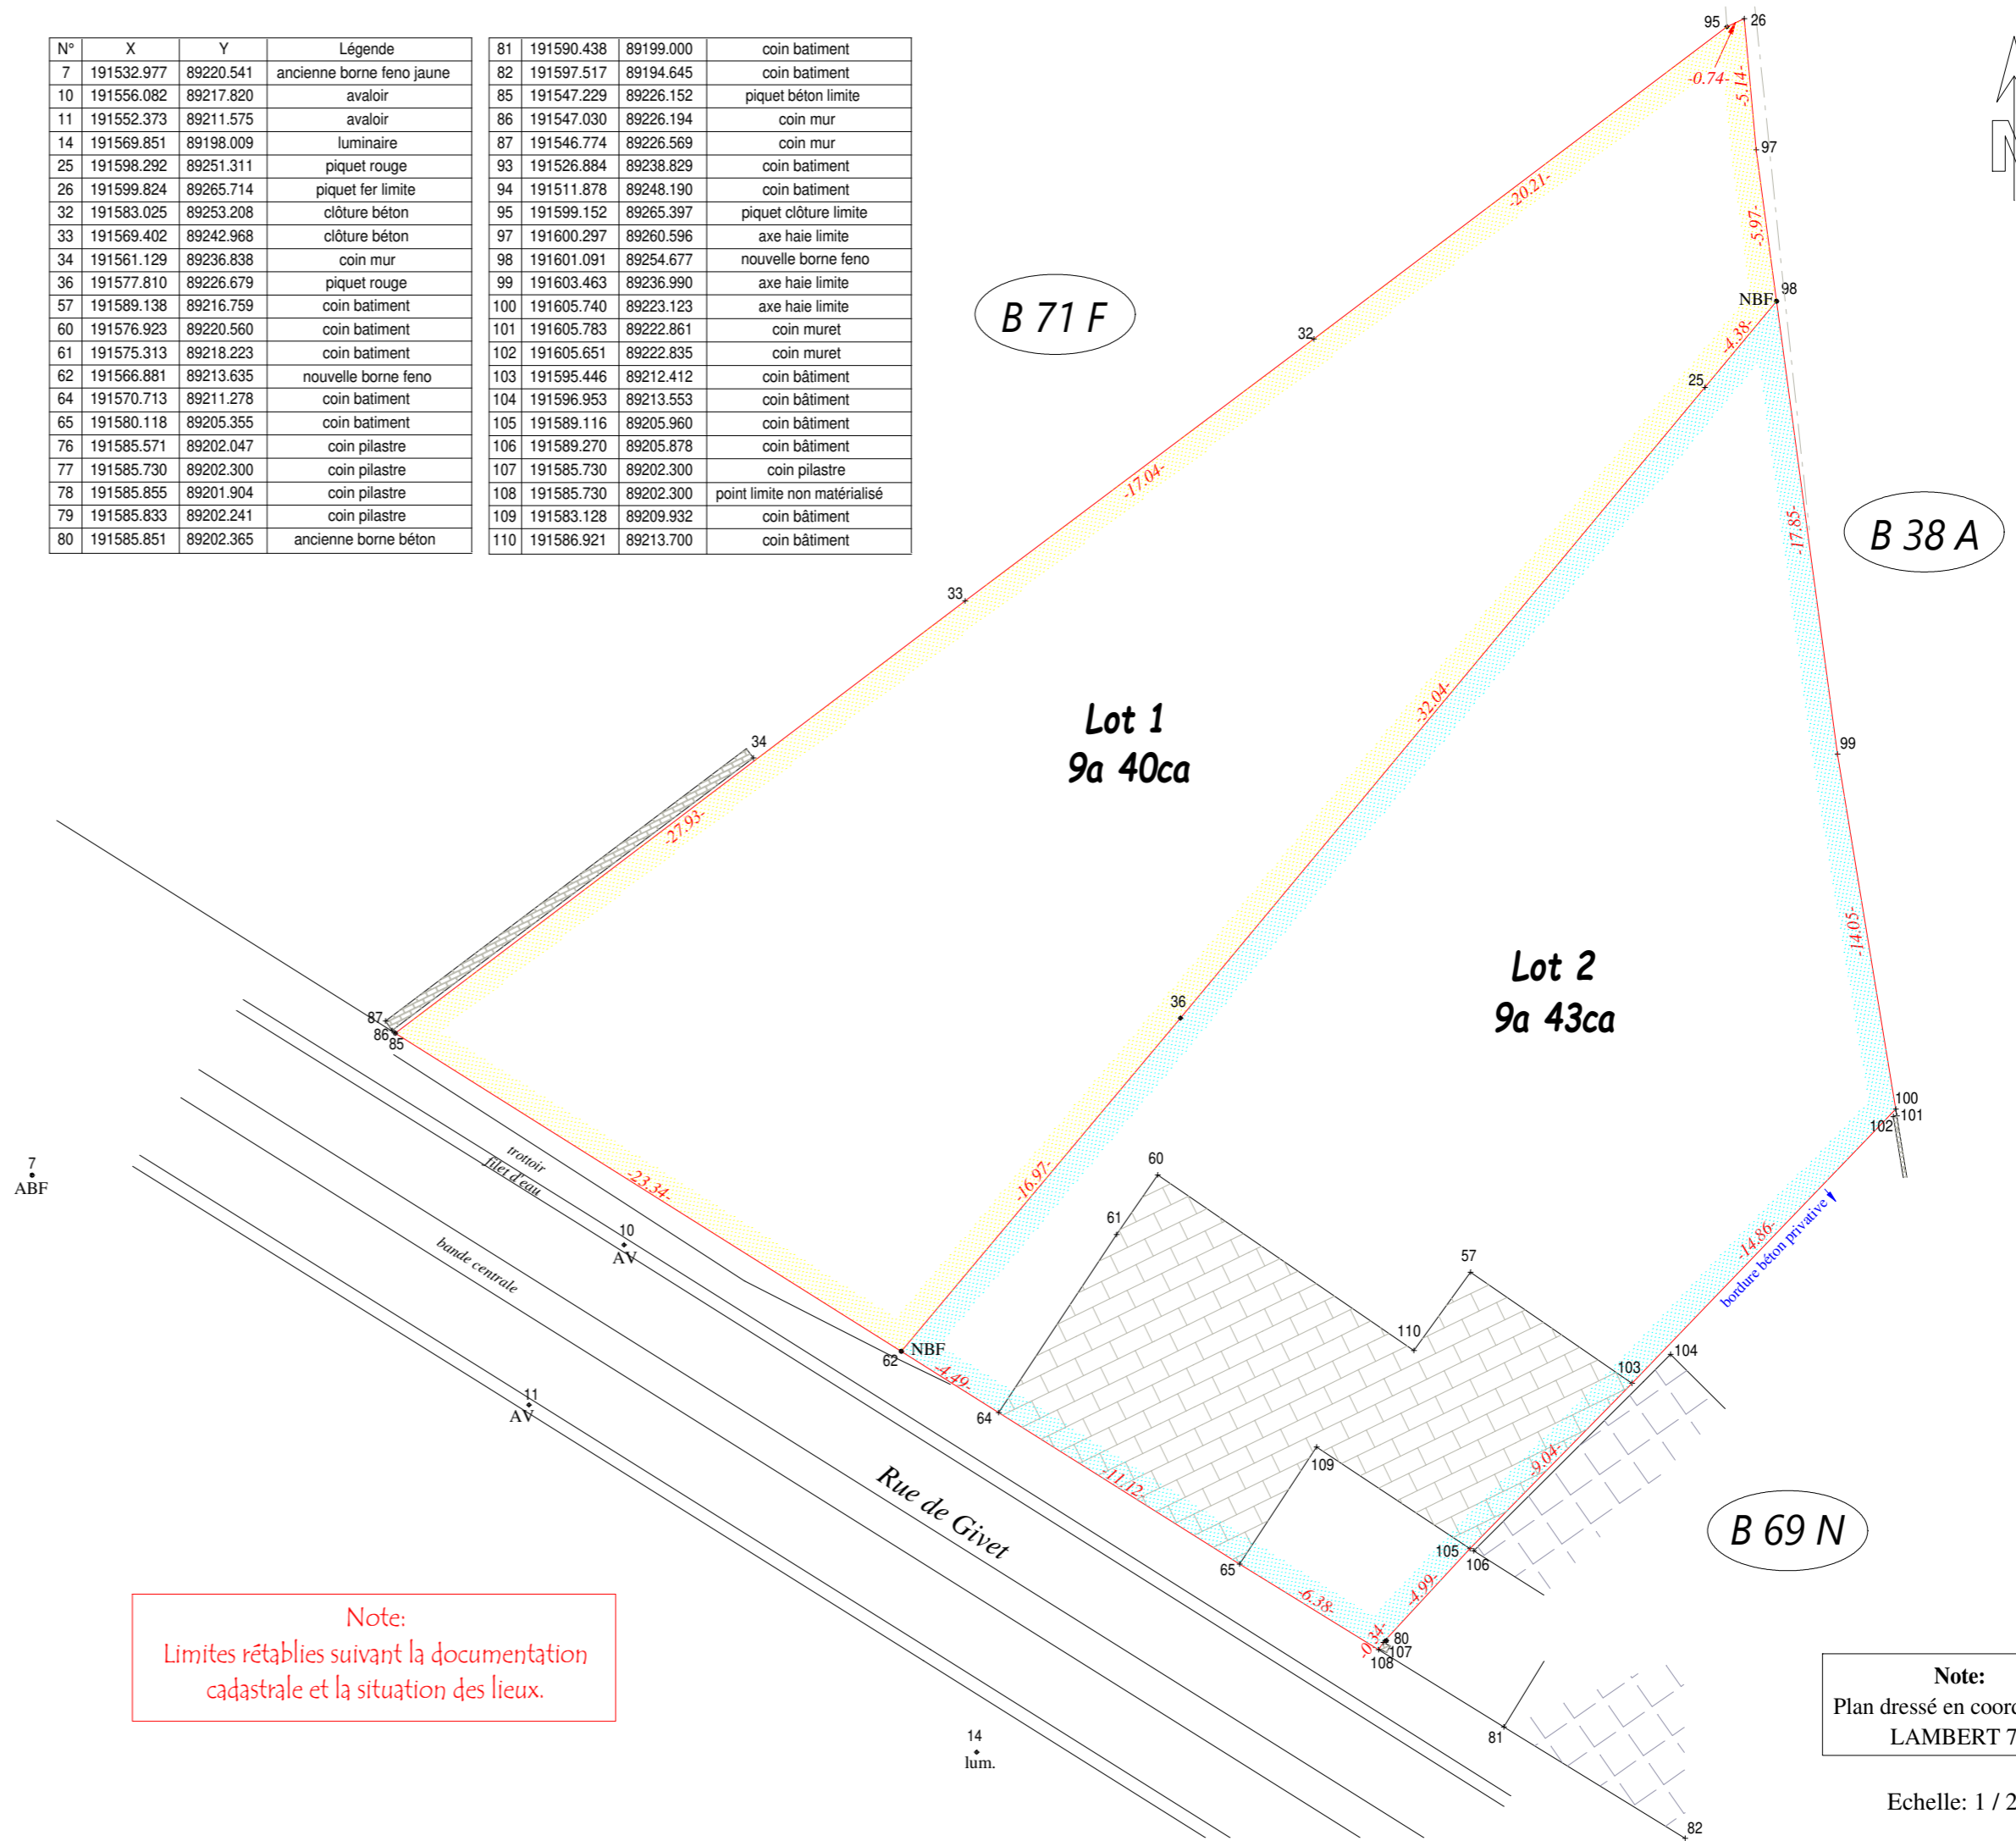 N° X Y Légende
7 191532.977 89220.541 ancienne borne feno jaune
10 191556.082 89217.820 avaloir
11 191552.373 89211.575 avaloir
14 191569.851 89198.009 luminaire
25 191598.292 89251.311 piquet rouge
26 191599.824 89265.714 piquet fer limite
32 191583.025 89253.208 clôture béton
33 191569.402 89242.968 clôture béton
34 191561.129 89236.838 coin mur
36 191577.810 89226.679 piquet rouge
57 191589.138 89216.759 coin batiment
60 191576.923 89220.560 coin batiment
61 191575.313 89218.223 coin batiment
62 191566.881 89213.635 nouvelle borne feno
64 191570.713 89211.278 coin batiment
65 191580.118 89205.355 coin batiment
76 191585.571 89202.047 coin pilastre
77 191585.730 89202.300 coin pilastre
78 191585.855 89201.904 coin pilastre
79 191585.833 89202.241 coin pilastre
80 191585.851 89202.365 ancienne borne béton
81 191590.438 89199.000 coin batiment
82 191597.517 89194.645 coin batiment
85 191547.229 89226.152 piquet béton limite
86 191547.030 89226.194 coin mur
87 191546.774 89226.569 coin mur
93 191526.884 89238.829 coin batiment
94 191511.878 89248.190 coin batiment
95 191599.152 89265.397 piquet clôture limite
97 191600.297 89260.596 axe haie limite
98 191601.091 89254.677 nouvelle borne feno
99 191603.463 89236.990 axe haie limite
100 191605.740 89223.123 axe haie limite
101 191605.783 89222.861 coin muret
102 191605.651 89222.835 coin muret
103 191595.446 89212.412 coin bâtiment
104 191596.953 89213.553 coin bâtiment
105 191589.116 89205.960 coin bâtiment
106 191589.270 89205.878 coin bâtiment
107 191585.730 89202.300 coin pilastre
108 191585.730 89202.300 point limite non matérialisé
109 191583.128 89209.932 coin bâtiment
110 191586.921 89213.700 coin bâtiment
95
26
-0.74-
-5.14-
N
97
-20.21-
-5.97-
98
NBF
B 71 F
32
-4.38-
25
-17.04-
-17.85-
B 38 A
33
-32.04-
Lot 1
9a 40ca
34
99
-27.93-
-14.05-
Lot 2
9a 43ca
36
87
86
85
100
101
102
7
ABF
trottoir
filet d'eau
-23.34-
-16.97-
60
61
bordure béton privative
-14.86-
10
AV
bande centrale
57
110
62
NBF
104
103
-4.49-
11
AV
64
109
-9.04-
-11.12-
Rue de Givet
B 69 N
105
106
65
-4.99-
-6.38-
-0.34-
80
107
108
Note:
Limites rétablies suivant la documentation
cadastrale et la situation des lieux.
14
lum.
81
82
Note:
Plan dressé en coord
LAMBERT 7
Echelle: 1 / 2